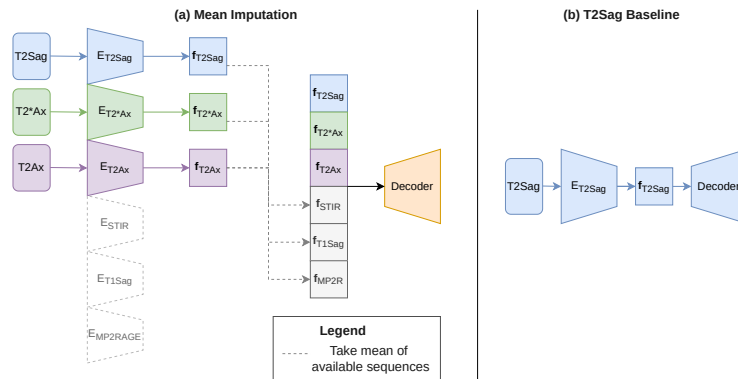 (a) Mean Imputation
T2Sag
E_T2Sag
f_T2Sag
T2*Ax
E_T2*Ax
f_T2*Ax
T2Ax
E_T2Ax
f_T2Ax
E_STIR
E_T1Sag
E_MP2RAGE
f_T2Sag
f_T2*Ax
f_T2Ax
f_STIR
f_T1Sag
f_MP2R
Decoder
Legend
Take mean of
available sequences
(b) T2Sag Baseline
T2Sag
E_T2Sag
f_T2Sag
Decoder